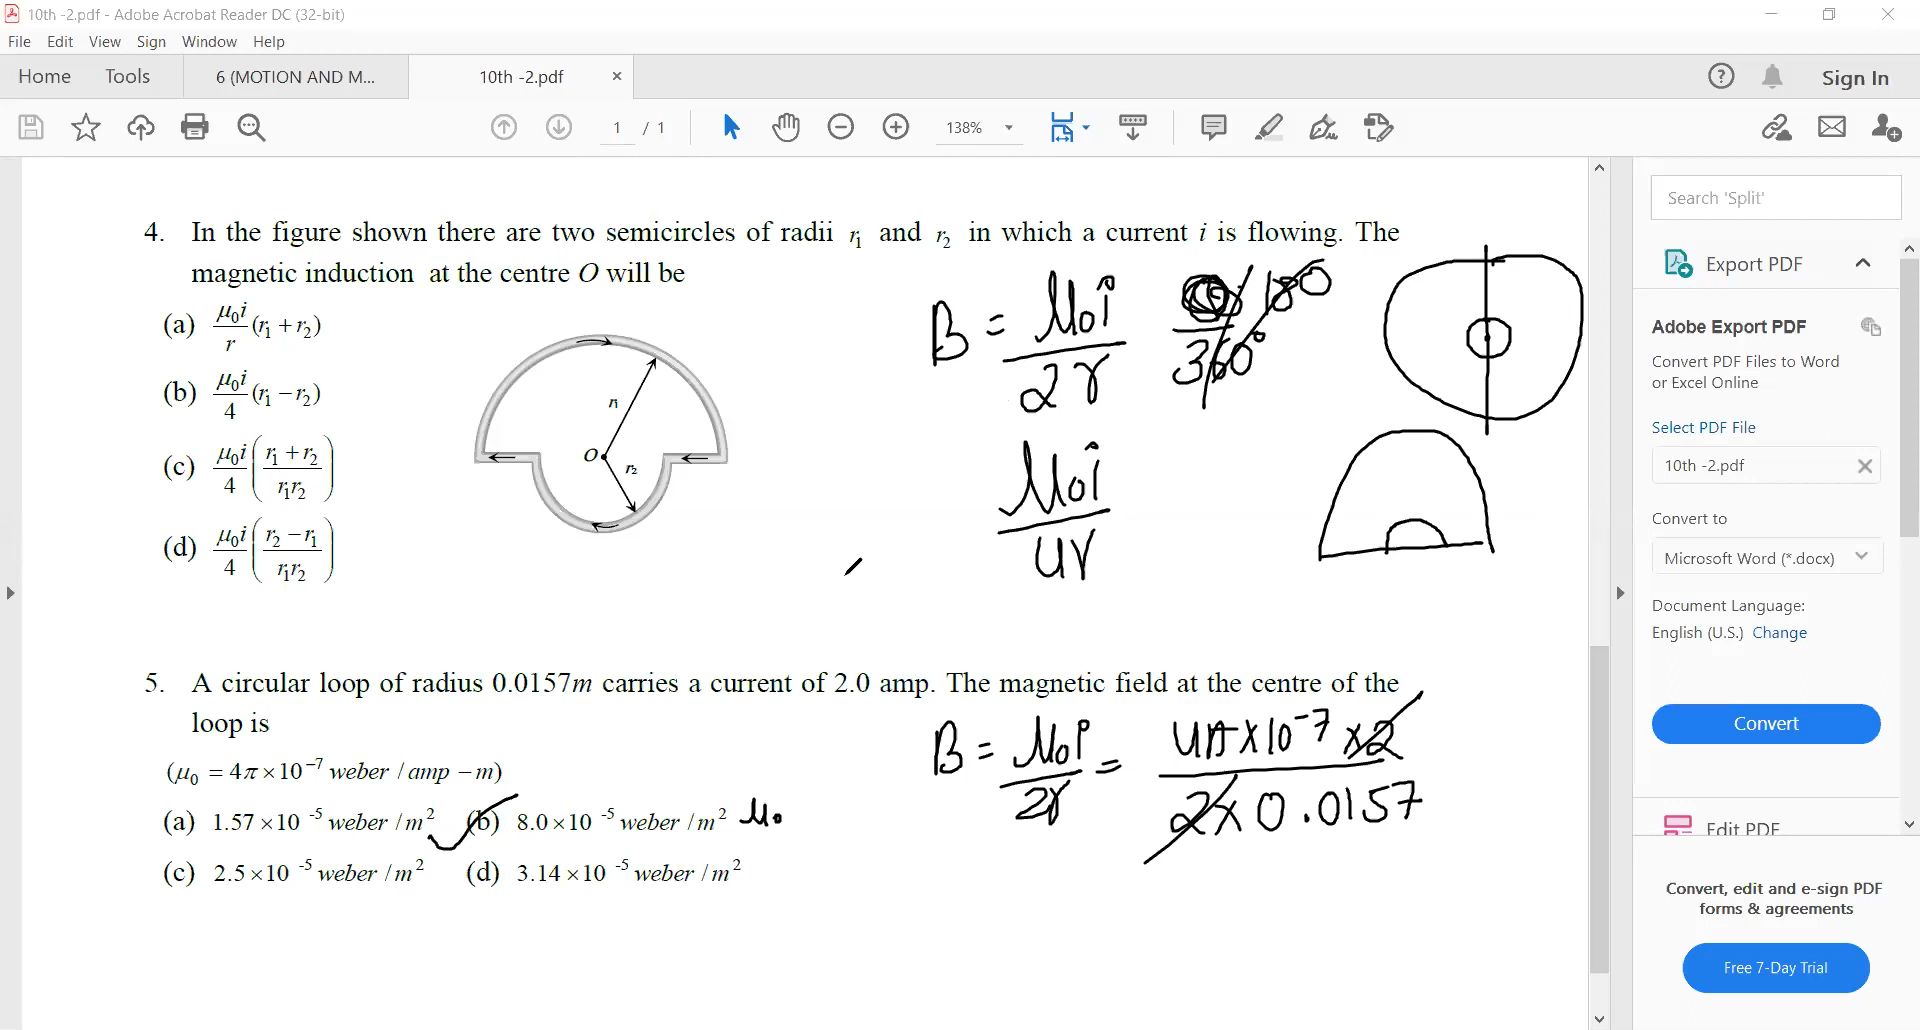 10th -2.pdf - Adobe Acrobat Reader DC (32-bit)
File Edit View Sign Window Help
Home Tools 6 (MOTION AND M... 10th -2.pdf × Sign In
1 / 1 138%
4. In the figure shown there are two semicircles of radii r₁ and r₂ in which a current i is flowing. The
magnetic induction at the centre O will be
(a) μ₀i/r (r₁ + r₂)
(b) μ₀i/4 (r₁ − r₂)
(c) μ₀i/4 ((r₁ + r₂)/r₁r₂)
(d) μ₀i/4 ((r₂ − r₁)/r₁r₂)
r₁
O
r₂
B = μ₀i/2r 180/360°
μ₀i/4r
5. A circular loop of radius 0.0157m carries a current of 2.0 amp. The magnetic field at the centre of the
loop is
(μ₀ = 4π × 10⁻⁷ weber / amp − m)
(a) 1.57 × 10 ⁻⁵ weber / m² (b) 8.0 × 10 ⁻⁵ weber / m² μ₀
(c) 2.5 × 10 ⁻⁵ weber / m² (d) 3.14 × 10 ⁻⁵ weber / m²
B = μ₀i/2r = 4π × 10⁻⁷ × 2/2 × 0.0157
Search 'Split'
Export PDF
Adobe Export PDF
Convert PDF Files to Word
or Excel Online
Select PDF File
10th -2.pdf
Convert to
Microsoft Word (*.docx)
Document Language:
English (U.S.) Change
Convert
Edit PDF
Convert, edit and e-sign PDF
forms & agreements
Free 7-Day Trial